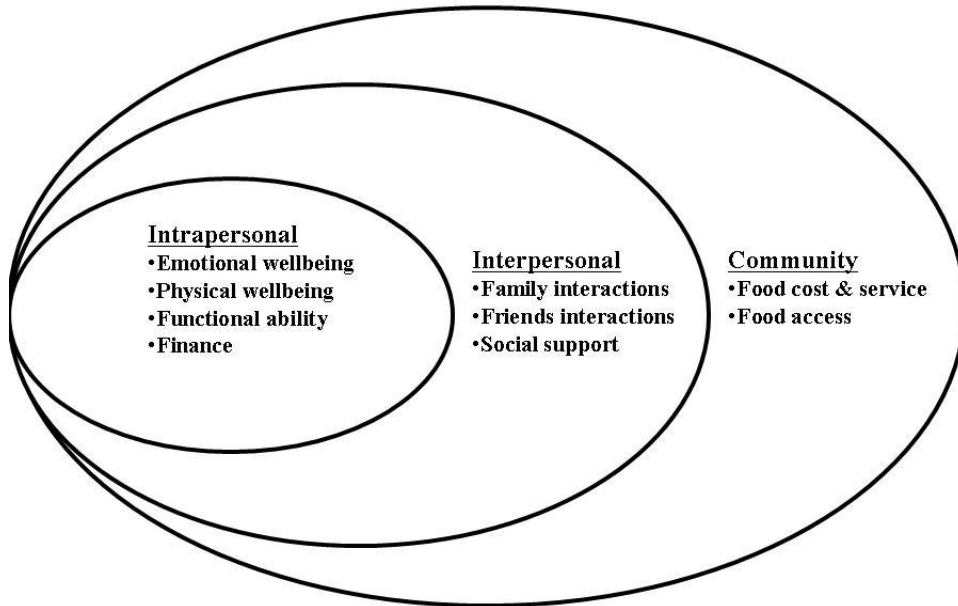 Intrapersonal
•Emotional wellbeing
•Physical wellbeing
•Functional ability
•Finance
Interpersonal
•Family interactions
•Friends interactions
•Social support
Community
•Food cost & service
•Food access